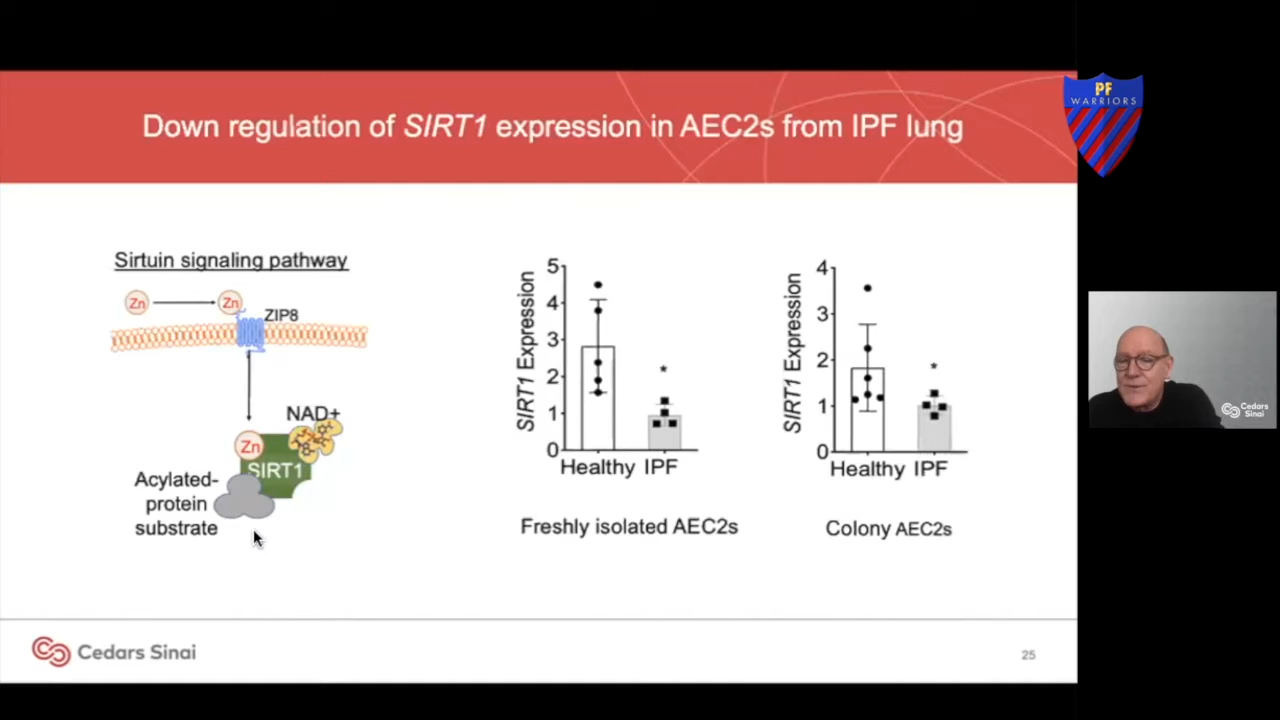 Down regulation of SIRT1 expression in AEC2s from IPF lung
PF
WARRIORS
Sirtuin signaling pathway
Zn
Zn
ZIP8
NAD+
Zn
SIRT1
Acylated-
protein
substrate
SIRT1 Expression
5
4
3
2
1
0
*
Healthy IPF
Freshly isolated AEC2s
SIRT1 Expression
4
3
2
1
0
*
Healthy IPF
Colony AEC2s
Cedars
Sinai
Cedars Sinai
25